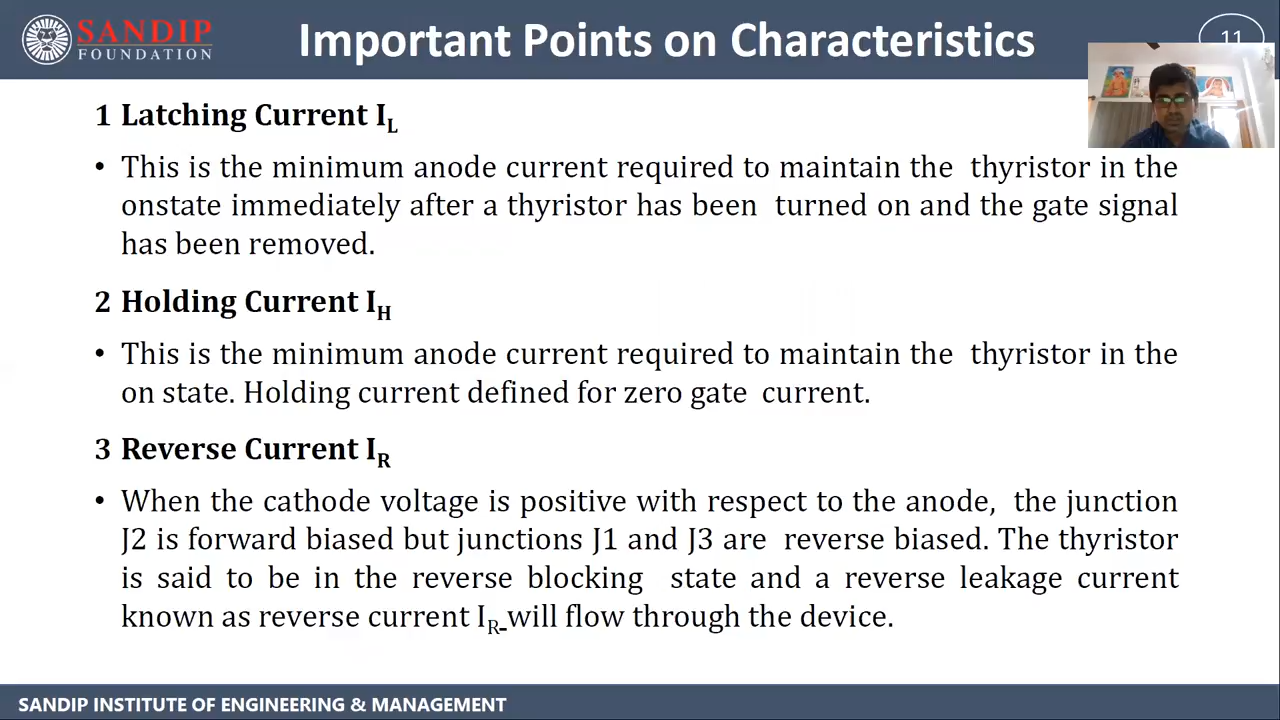 SANDIP
FOUNDATION
Important Points on Characteristics
11
1 Latching Current IL
• This is the minimum anode current required to maintain the thyristor in the
onstate immediately after a thyristor has been turned on and the gate signal
has been removed.
2 Holding Current IH
• This is the minimum anode current required to maintain the thyristor in the
on state. Holding current defined for zero gate current.
3 Reverse Current IR
• When the cathode voltage is positive with respect to the anode, the junction
J2 is forward biased but junctions J1 and J3 are reverse biased. The thyristor
is said to be in the reverse blocking state and a reverse leakage current
known as reverse current IR will flow through the device.
SANDIP INSTITUTE OF ENGINEERING & MANAGEMENT